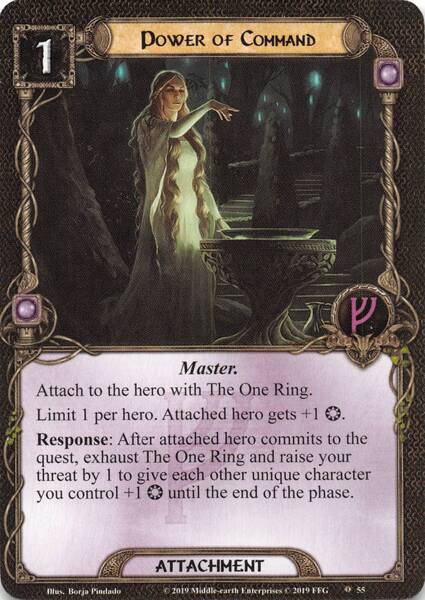 1
POWER OF COMMAND
Master.
Attach to the hero with The One Ring.
Limit 1 per hero. Attached hero gets +1 .
Response: After attached hero commits to the
quest, exhaust The One Ring and raise your
threat by 1 to give each other unique character
you control +1 until the end of the phase.
ATTACHMENT
Illus. Borja Pindado
© 2019 Middle-earth Enterprises © 2019 FFG
55